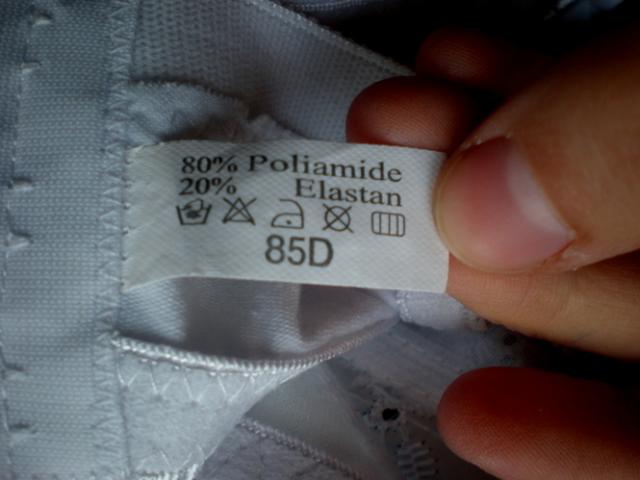 80% Poliamide
20% Elastan
85D